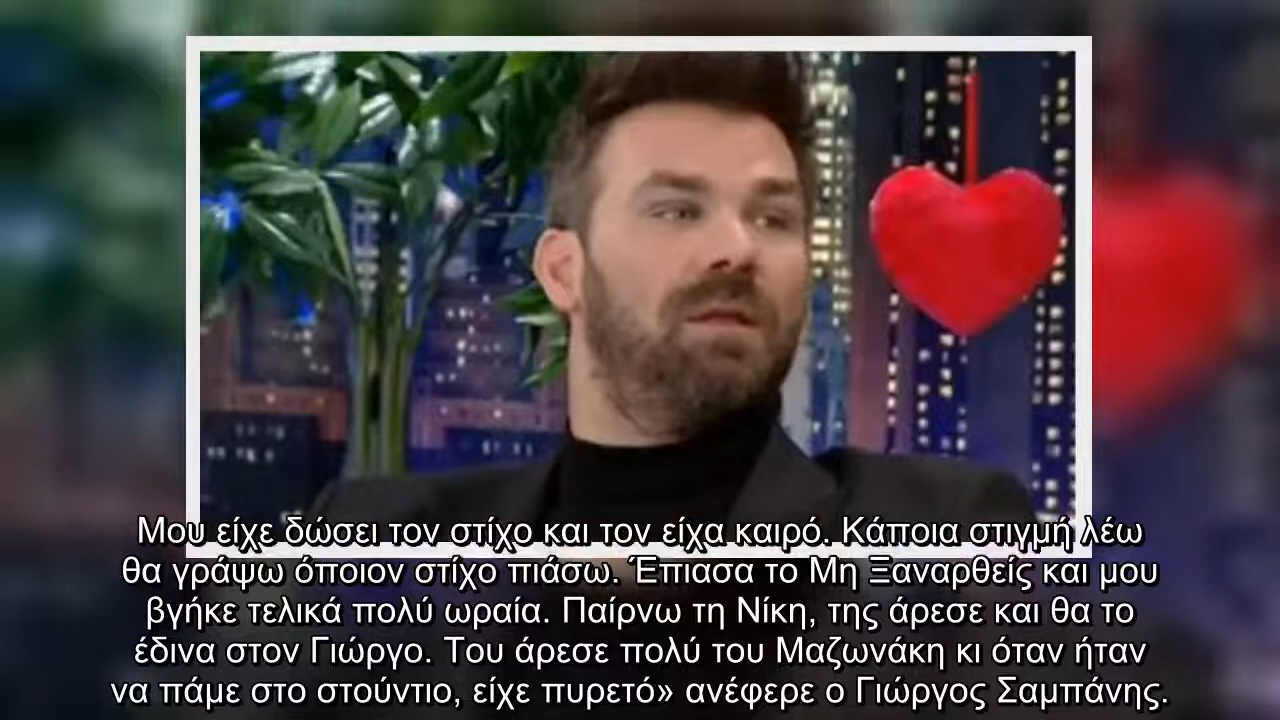 Μου είχε δώσει τον στίχο και τον είχα καιρό. Κάποια στιγμή λέω
θα γράψω όποιον στίχο πιάσω. Έπιασα το Μη Ξαναρθείς και μου
βγήκε τελικά πολύ ωραία. Παίρνω τη Νίκη, της άρεσε και θα το
έδινα στον Γιώργο. Του άρεσε πολύ του Μαζωνάκη κι όταν ήταν
να πάμε στο στούντιο, είχε πυρετό» ανέφερε ο Γιώργος Σαμπάνης.